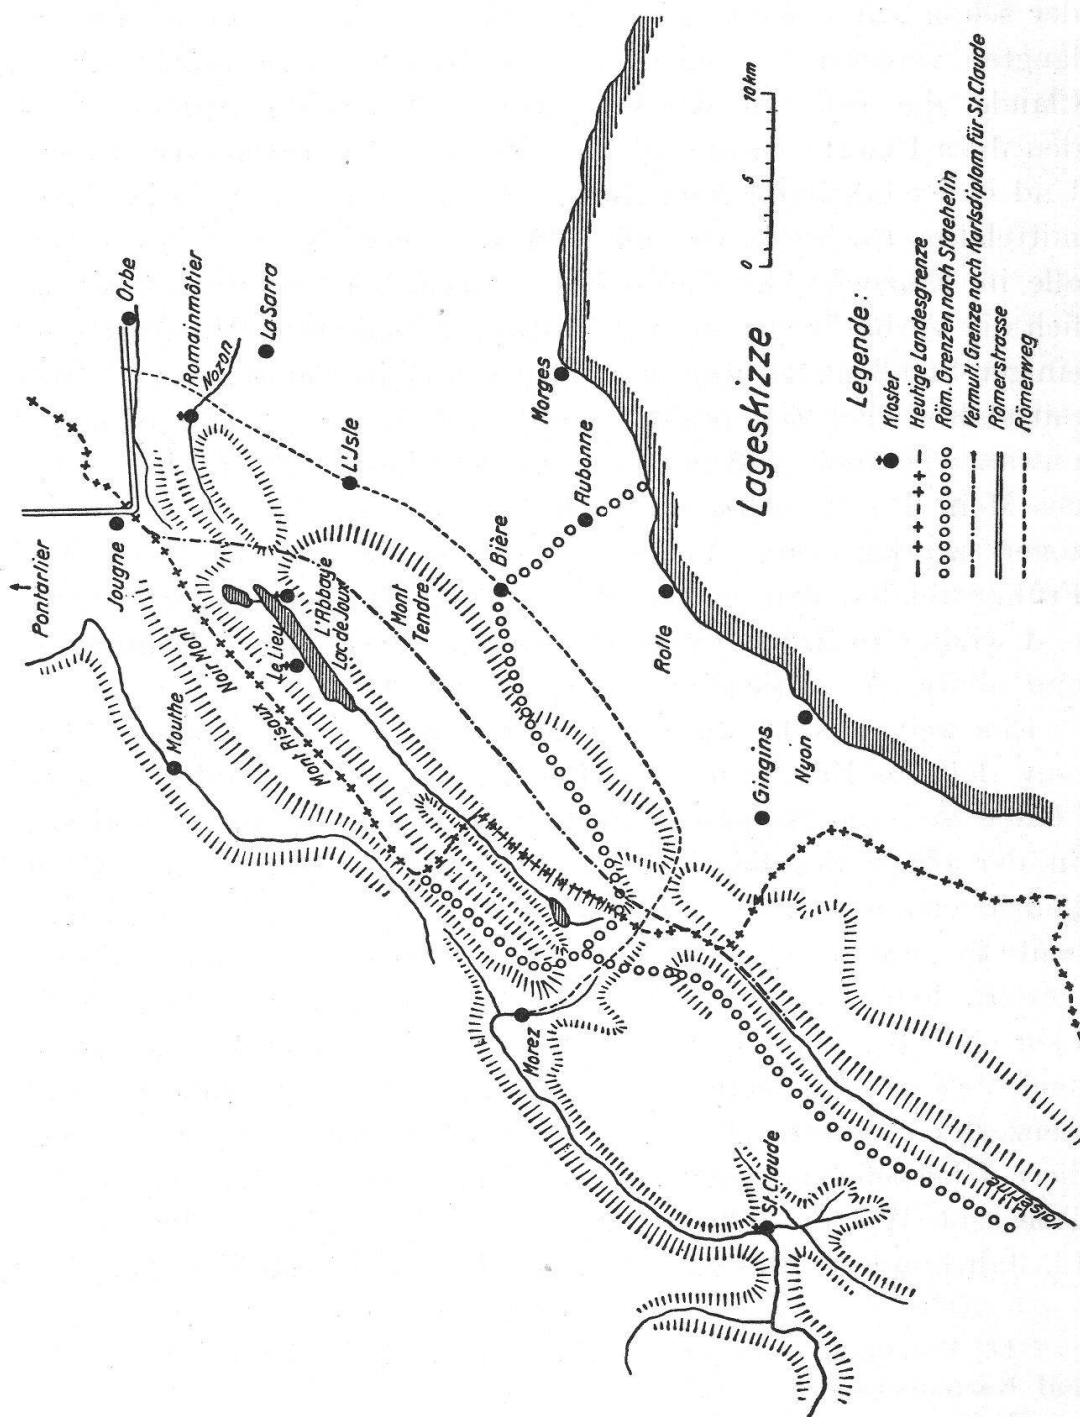 Pontarlier
Jougne
Orbe
Romainmôtier
Nozon
La Sarra
Mouthe
Noir Mont
Mont Risoux
Le Lieu
L'Abbaye
Lac de Joux
Mont
Tendre
L'Isle
Bière
Aubonne
Morges
Rolle
Nyon
Gingins
Morez
St. Claude
Valserine
Lageskizze
0 5 10 km
Legende:
Kloster
Heutige Landesgrenze
Röm. Grenzen nach Staehelin
Vermutl. Grenze nach Karlsdiplom für St. Claude
Römerstrasse
Römerweg